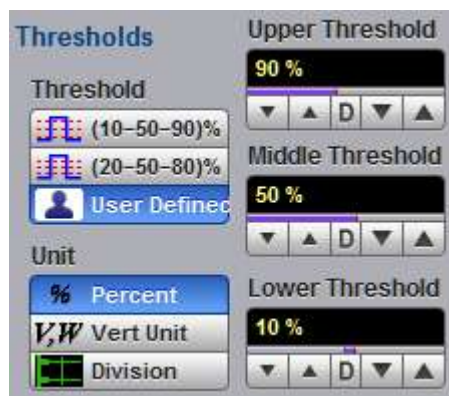 Thresholds
Threshold
(10-50-90)%
(20-50-80)%
User Defined
Unit
% Percent
V,W Vert Unit
Division
Upper Threshold
90 %
D
Middle Threshold
50 %
D
Lower Threshold
10 %
D